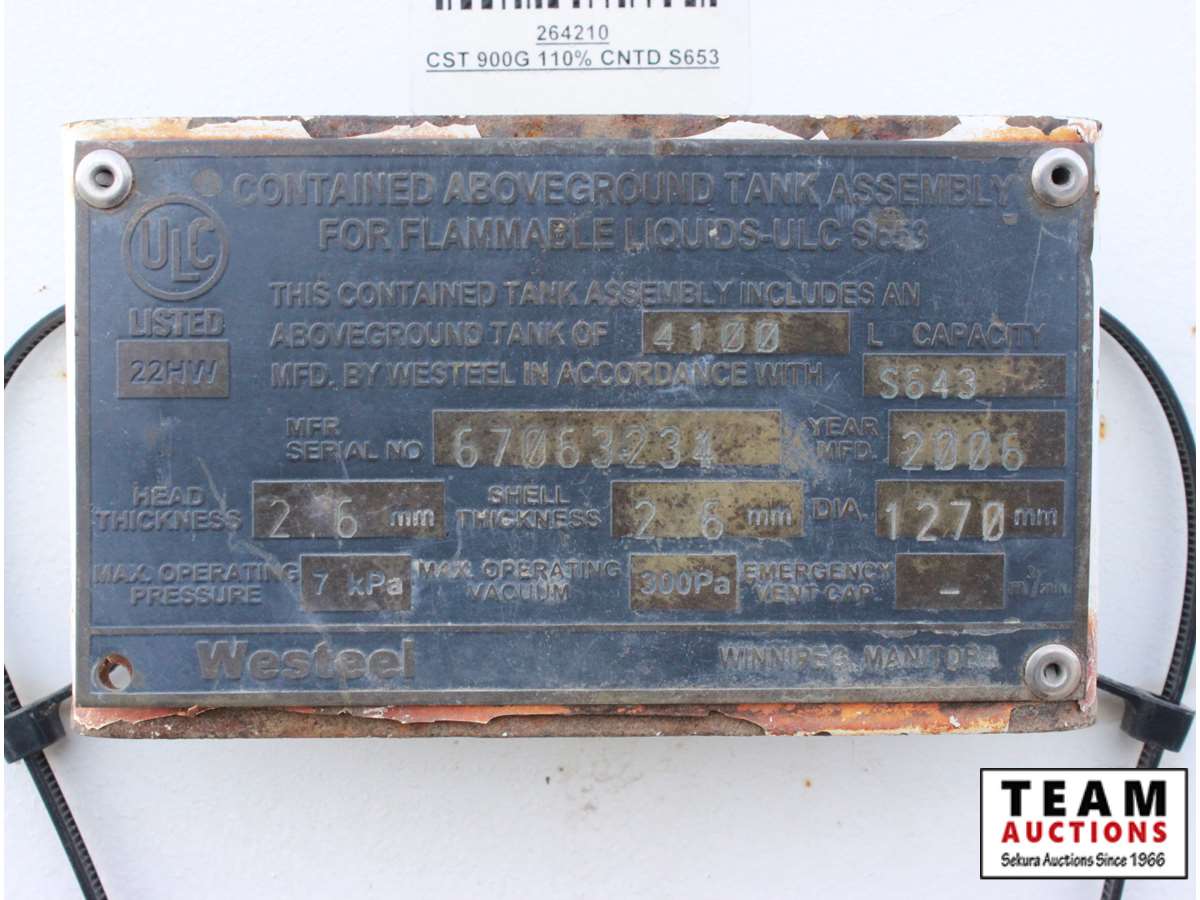 264210
CST 900G 110% CNTD S653
CONTAINED ABOVEGROUND TANK ASSEMBLY
FOR FLAMMABLE LIQUIDS-ULC S653
ULC
LISTED
22HW
THIS CONTAINED TANK ASSEMBLY INCLUDES AN
ABOVEGROUND TANK OF 4100 L CAPACITY
MFD. BY WESTEEL IN ACCORDANCE WITH S643
MFR SERIAL NO 67063234 YEAR MFD. 2006
HEAD THICKNESS 2 6 mm SHELL THICKNESS 2 6 mm DIA. 1270 mm
MAX. OPERATING PRESSURE 7 kPa MAX. OPERATING VACUUM 300Pa EMERGENCY VENT CAP. -
Westeel WINNIPEG, MANITOBA
TEAM
AUCTIONS
Sekura Auctions Since 1966